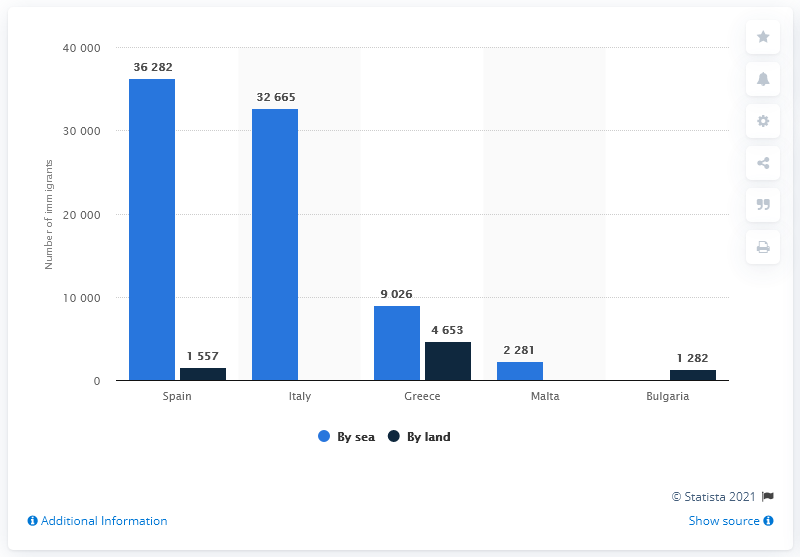 40 000
36 282
32 665
30 000
Number of immigrants
20 000
10 000
9 026
4 653
2 281
1 557
1 282
0
Spain
Italy
Greece
Malta
Bulgaria
By sea
By land
© Statista 2021
Additional Information
Show source